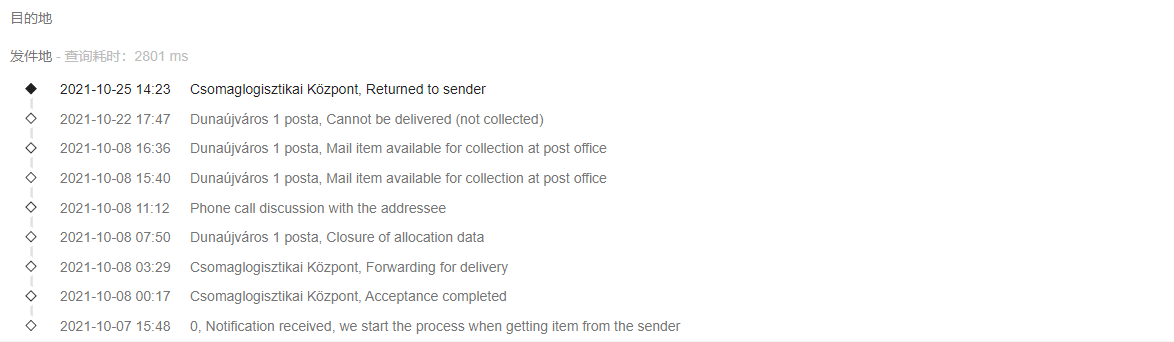 目的地
发件地 - 查询耗时：2801 ms
2021-10-25 14:23 Csomaglogisztikai Központ, Returned to sender
2021-10-22 17:47 Dunaújváros 1 posta, Cannot be delivered (not collected)
2021-10-08 16:36 Dunaújváros 1 posta, Mail item available for collection at post office
2021-10-08 15:40 Dunaújváros 1 posta, Mail item available for collection at post office
2021-10-08 11:12 Phone call discussion with the addressee
2021-10-08 07:50 Dunaújváros 1 posta, Closure of allocation data
2021-10-08 03:29 Csomaglogisztikai Központ, Forwarding for delivery
2021-10-08 00:17 Csomaglogisztikai Központ, Acceptance completed
2021-10-07 15:48 0, Notification received, we start the process when getting item from the sender